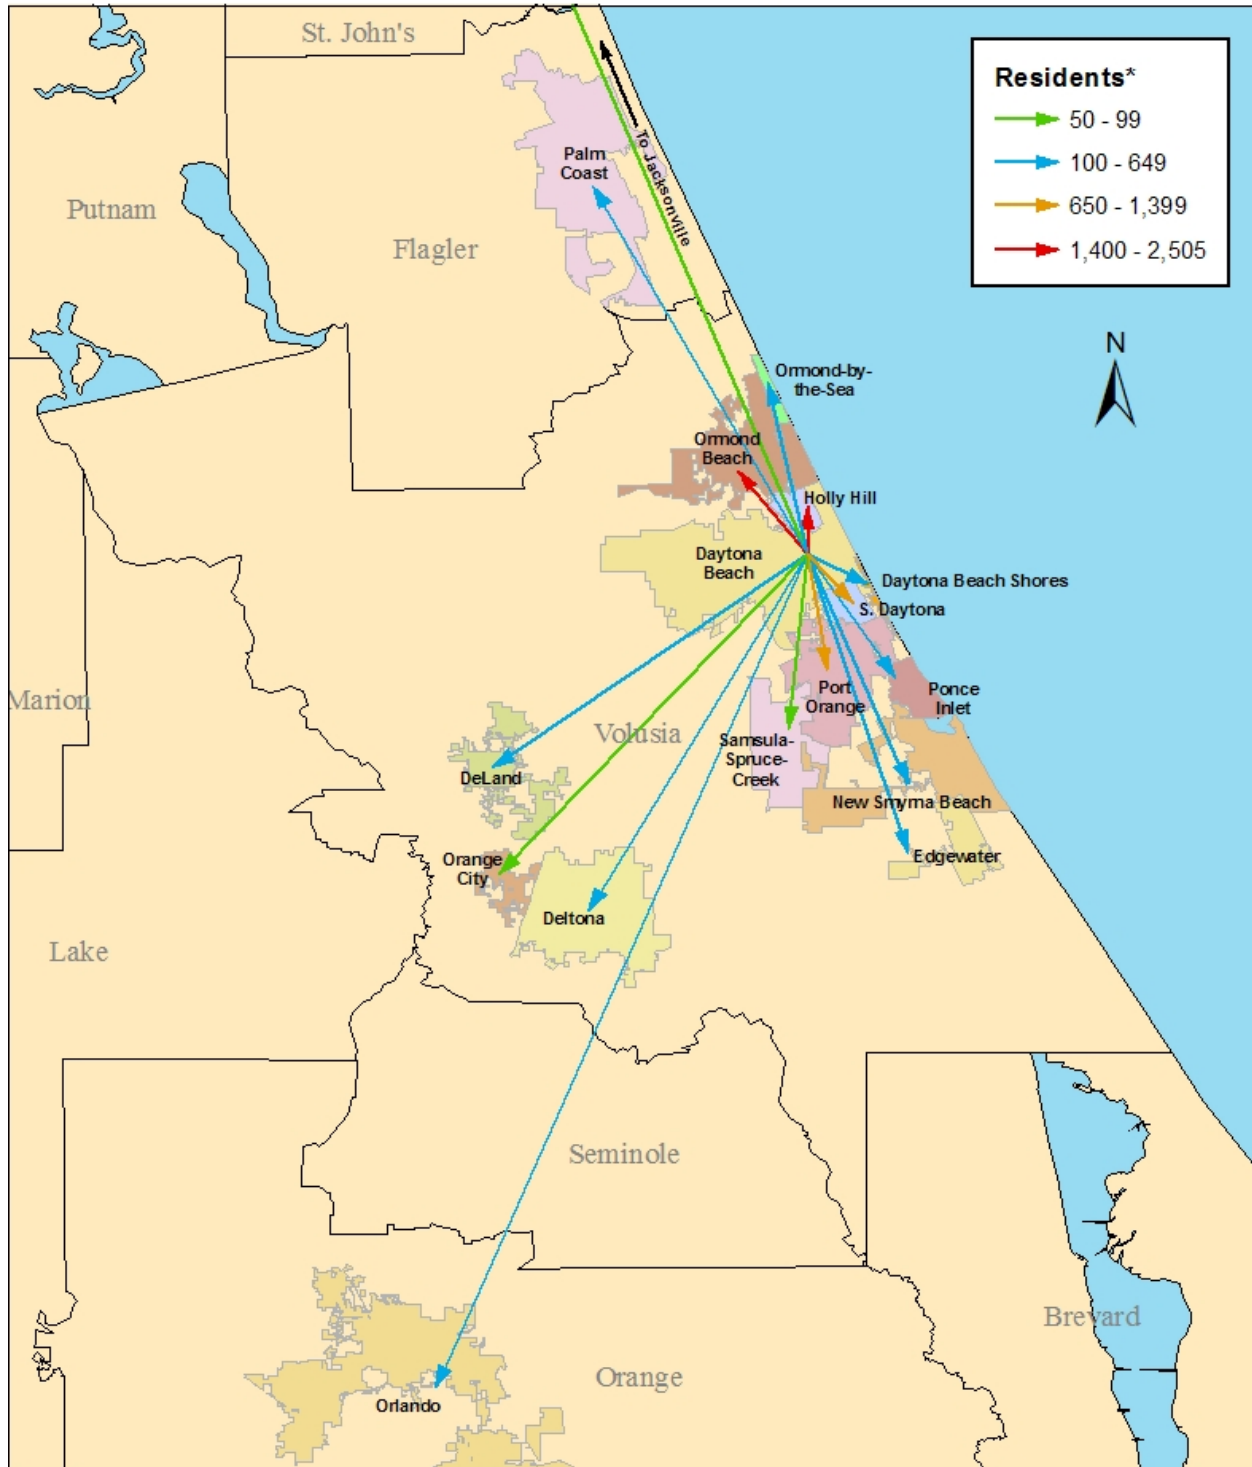 St. John's
Residents*
50 - 99
100 - 649
650 - 1,399
1,400 - 2,505
To Jacksonville
Palm
Coast
Putnam
Flagler
N
Ormond-by-
the-Sea
Ormond
Beach
Holly Hill
Daytona
Beach
Daytona Beach Shores
S. Daytona
Marion
Port
Orange
Ponce
Inlet
Volusia
Samsula-
Spruce-
Creek
DeLand
New Smyrna Beach
Edgewater
Orange
City
Deltona
Lake
Seminole
Brevard
Orange
Orlando